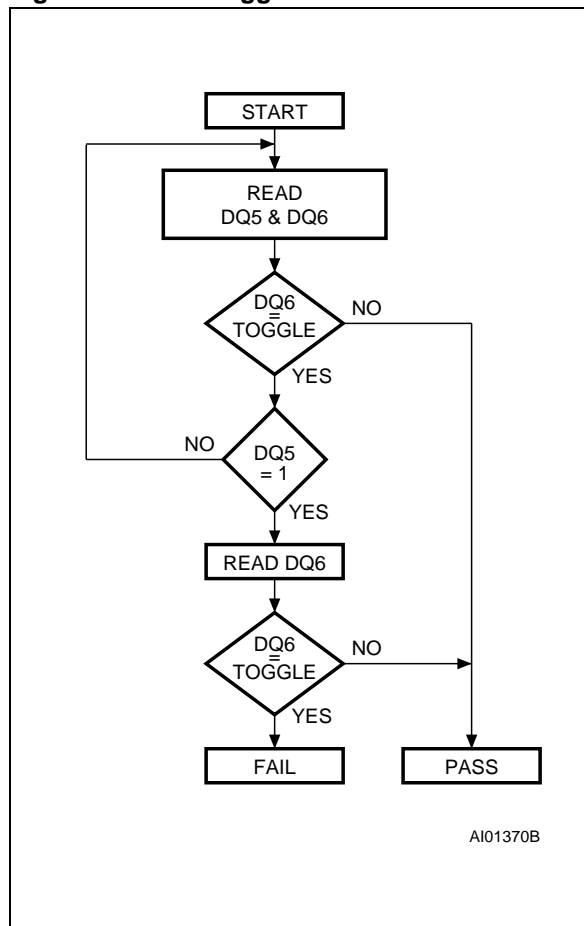 START
READ
DQ5 & DQ6
DQ6
=
TOGGLE
NO
YES
NO
DQ5
= 1
YES
READ DQ6
DQ6
=
TOGGLE
NO
YES
FAIL
PASS
AI01370B